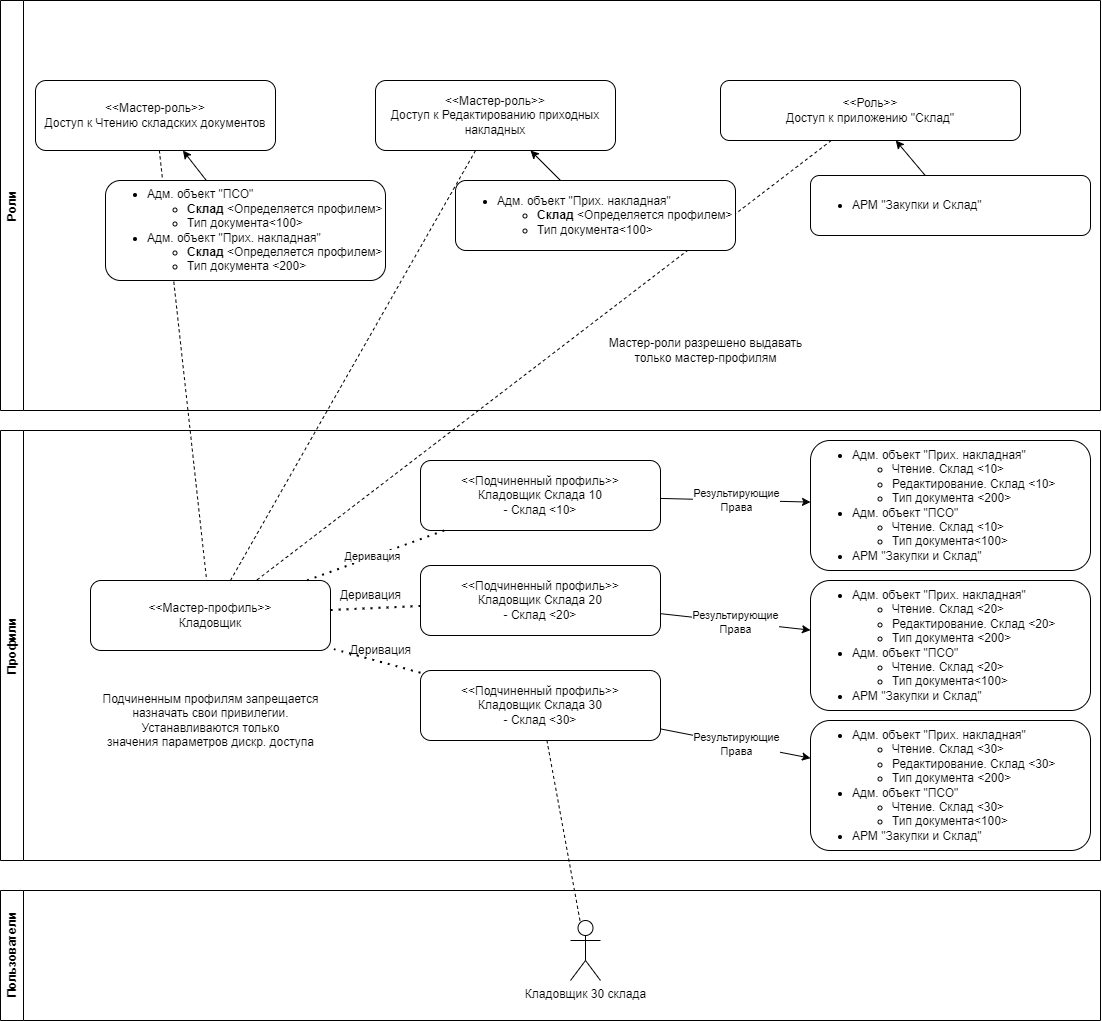 Роли
<<Мастер-роль>>
Доступ к Чтению складских документов
<<Мастер-роль>>
Доступ к Редактированию приходных
накладных
<<Роль>>
Доступ к приложению "Склад"
Адм. объект "ПСО"
Склад <Определяется профилем>
Тип документа<100>
Адм. объект "Прих. накладная"
Склад <Определяется профилем>
Тип документа <200>
Адм. объект "Прих. накладная"
Склад <Определяется профилем>
Тип документа<100>
АРМ "Закупки и Склад"
Мастер-роли разрешено выдавать
только мастер-профилям
Профили
<<Мастер-профиль>>
Кладовщик
Подчиненным профилям запрещается
назначать свои привилегии.
Устанавливаются только
значения параметров дискр. доступа
Деривация
Деривация
Деривация
<<Подчиненный профиль>>
Кладовщик Склада 10
- Склад <10>
Результирующие
Права
Адм. объект "Прих. накладная"
Чтение. Склад <10>
Редактирование. Склад <10>
Тип документа <200>
Адм. объект "ПСО"
Чтение. Склад <10>
Тип документа<100>
АРМ "Закупки и Склад"
<<Подчиненный профиль>>
Кладовщик Склада 20
- Склад <20>
Результирующие
Права
Адм. объект "Прих. накладная"
Чтение. Склад <20>
Редактирование. Склад <20>
Тип документа <200>
Адм. объект "ПСО"
Чтение. Склад <20>
Тип документа<100>
АРМ "Закупки и Склад"
<<Подчиненный профиль>>
Кладовщик Склада 30
- Склад <30>
Результирующие
Права
Адм. объект "Прих. накладная"
Чтение. Склад <30>
Редактирование. Склад <30>
Тип документа <200>
Адм. объект "ПСО"
Чтение. Склад <30>
Тип документа<100>
АРМ "Закупки и Склад"
Пользователи
Кладовщик 30 склада